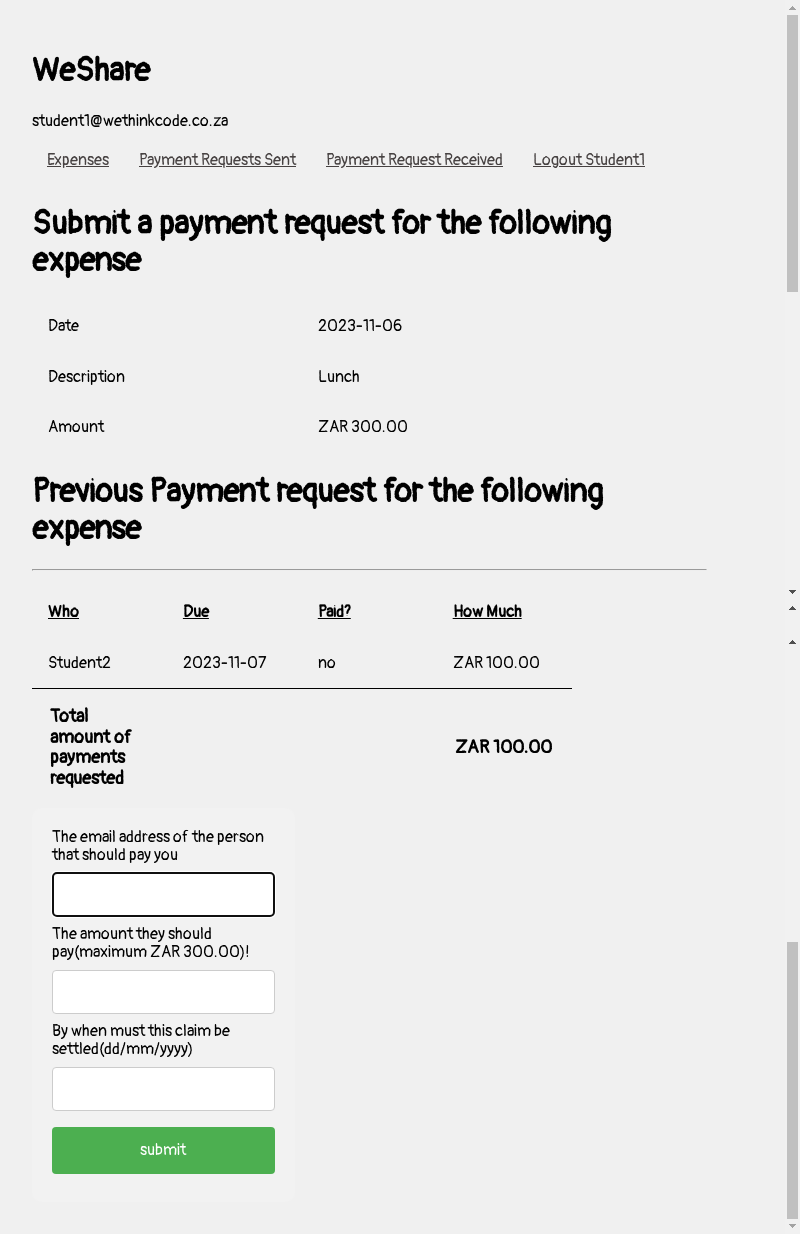 WeShare
student1@wethinkcode.co.za
Expenses Payment Requests Sent Payment Request Received Logout Student1
Submit a payment request for the following
expense
Date 2023-11-06
Description Lunch
Amount ZAR 300.00
Previous Payment request for the following
expense
Who Due Paid? How Much
Student2 2023-11-07 no ZAR 100.00
Total
amount of
payments
requested
ZAR 100.00
The email address of the person
that should pay you
The amount they should
pay(maximum ZAR 300.00)!
By when must this claim be
settled(dd/mm/yyyy)
submit